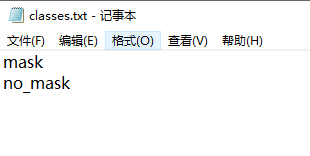 classes.txt - 记事本
文件(F) 编辑(E) 格式(O) 查看(V) 帮助(H)
mask
no_mask